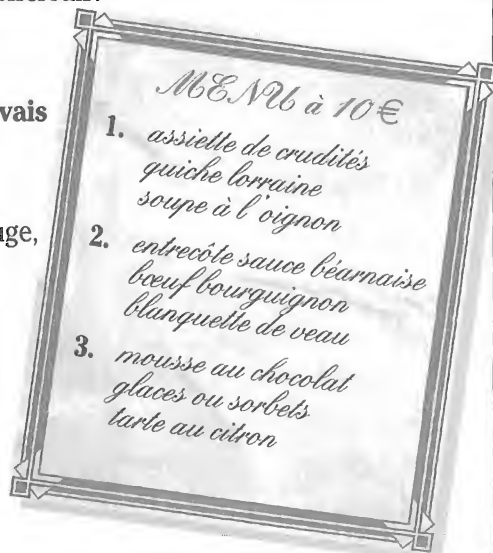 vais
uge,
MENU à 10 €
1. assiette de crudités
quiche lorraine
soupe à l'oignon
2. entrecôte sauce béarnaise
bœuf bourguignon
blanquette de veau
3. mousse au chocolat
glaces ou sorbets
tarte au citron